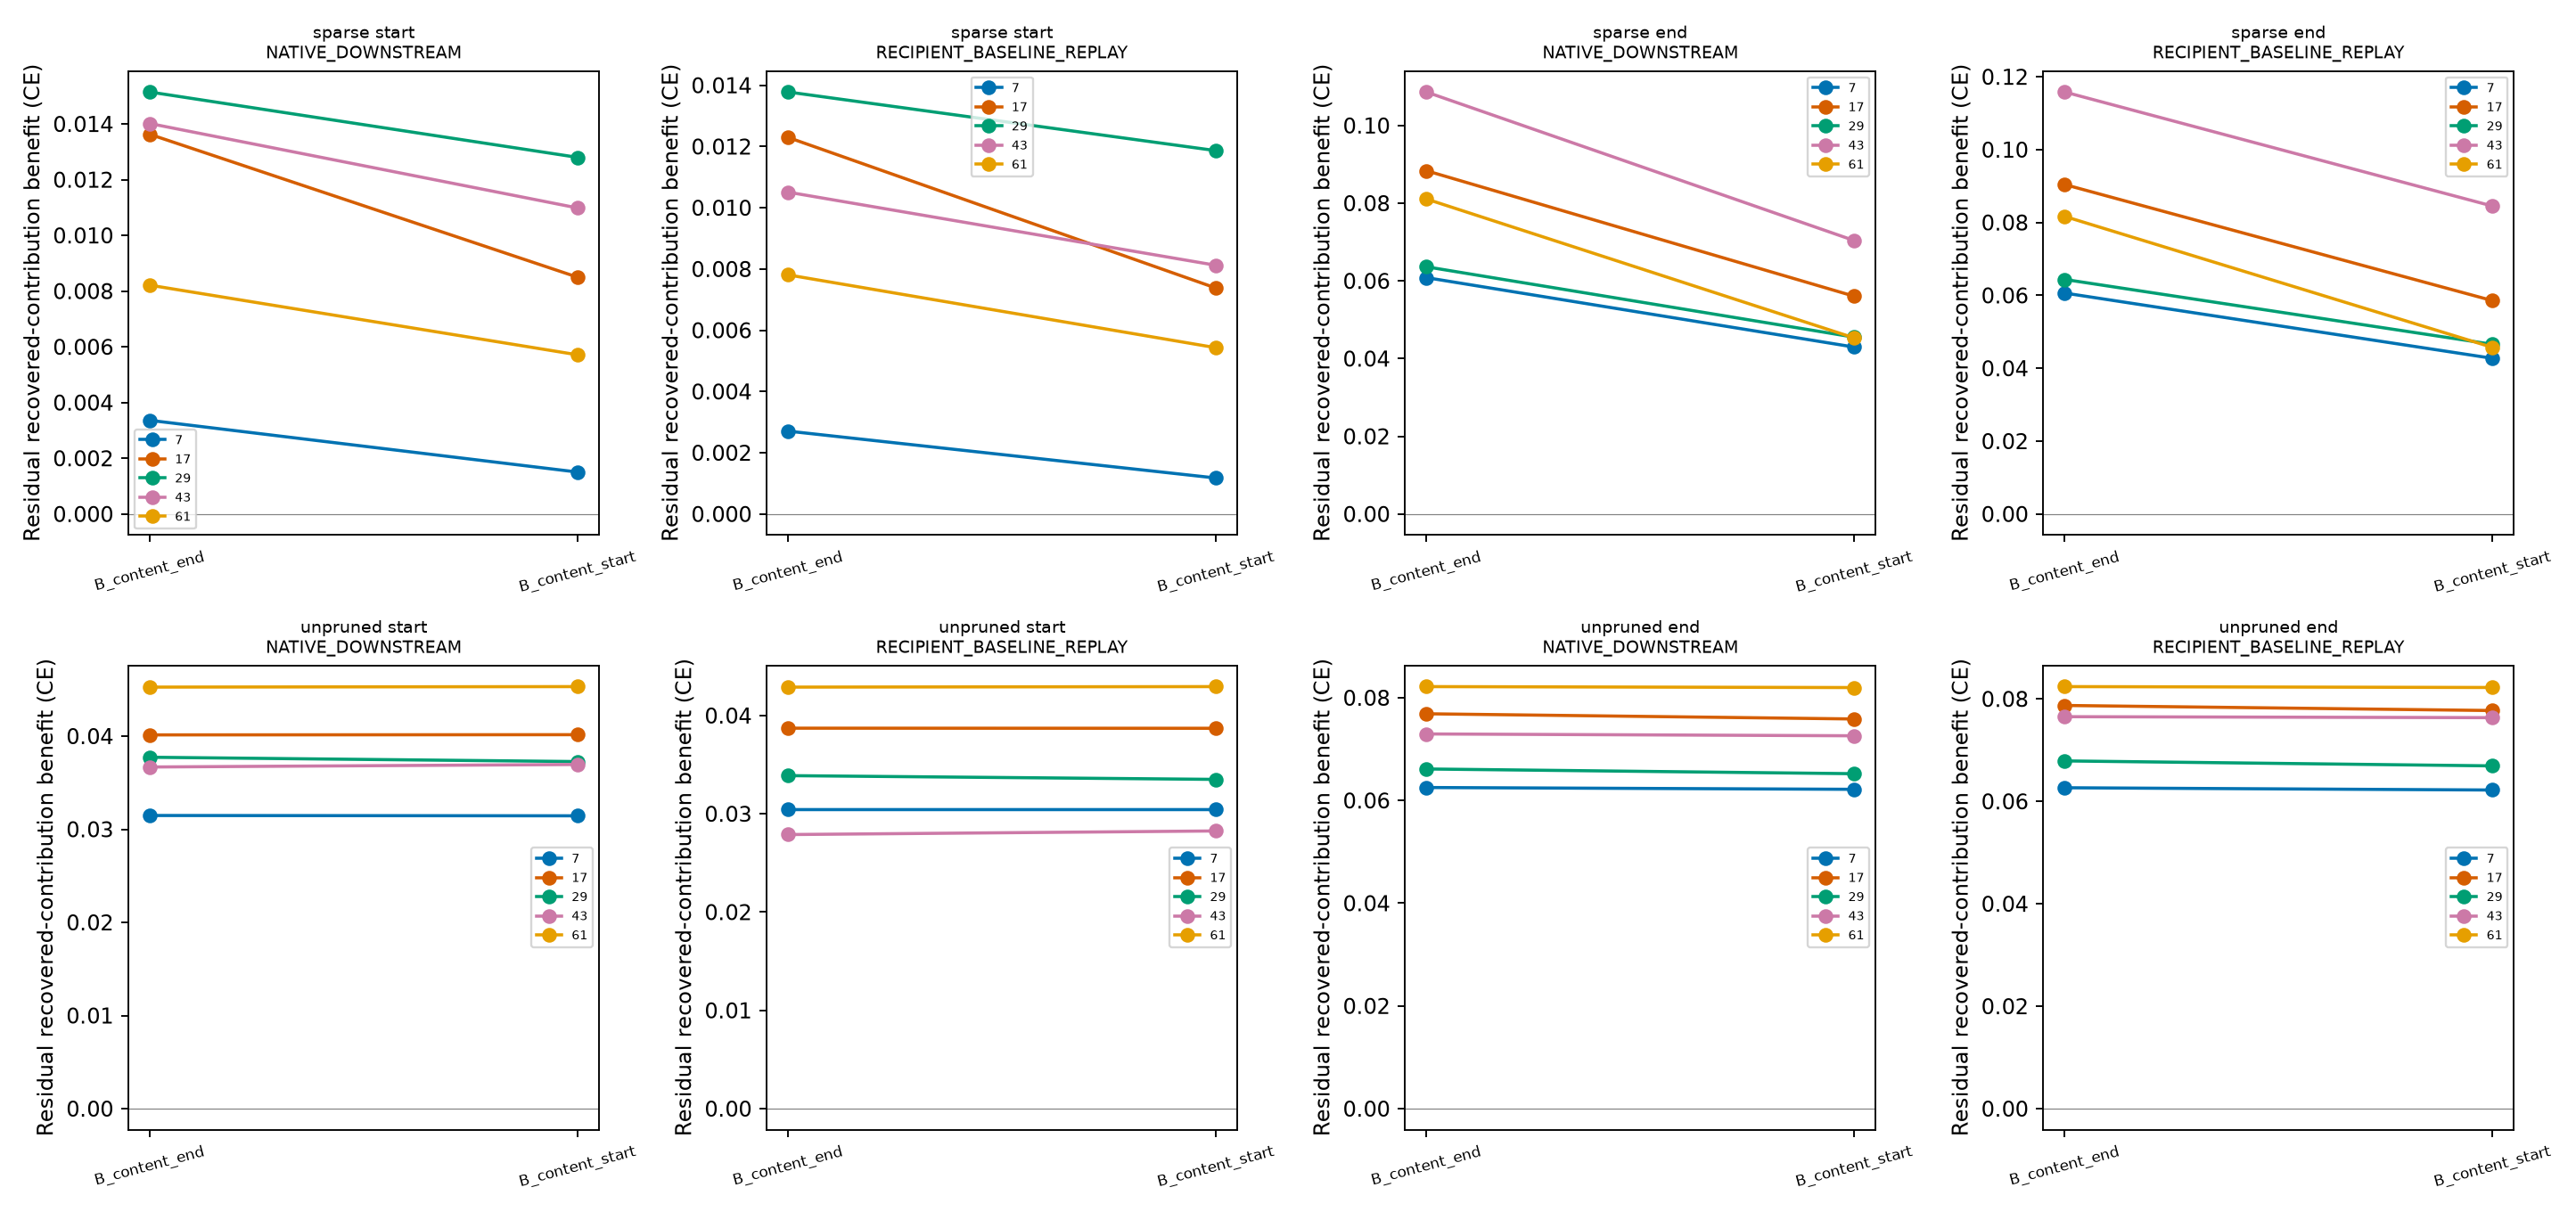 sparse start
NATIVE_DOWNSTREAM
Residual recovered-contribution benefit (CE)
0.014
0.012
0.010
0.008
0.006
0.004
0.002
0.000
7
17
29
43
61
B_content_end
B_content_start
sparse start
RECIPIENT_BASELINE_REPLAY
Residual recovered-contribution benefit (CE)
0.014
0.012
0.010
0.008
0.006
0.004
0.002
0.000
7
17
29
43
61
B_content_end
B_content_start
sparse end
NATIVE_DOWNSTREAM
Residual recovered-contribution benefit (CE)
0.10
0.08
0.06
0.04
0.02
0.00
7
17
29
43
61
B_content_end
B_content_start
sparse end
RECIPIENT_BASELINE_REPLAY
Residual recovered-contribution benefit (CE)
0.12
0.10
0.08
0.06
0.04
0.02
0.00
7
17
29
43
61
B_content_end
B_content_start
unpruned start
NATIVE_DOWNSTREAM
Residual recovered-contribution benefit (CE)
0.04
0.03
0.02
0.01
0.00
7
17
29
43
61
B_content_end
B_content_start
unpruned start
RECIPIENT_BASELINE_REPLAY
Residual recovered-contribution benefit (CE)
0.04
0.03
0.02
0.01
0.00
7
17
29
43
61
B_content_end
B_content_start
unpruned end
NATIVE_DOWNSTREAM
Residual recovered-contribution benefit (CE)
0.08
0.06
0.04
0.02
0.00
7
17
29
43
61
B_content_end
B_content_start
unpruned end
RECIPIENT_BASELINE_REPLAY
Residual recovered-contribution benefit (CE)
0.08
0.06
0.04
0.02
0.00
7
17
29
43
61
B_content_end
B_content_start